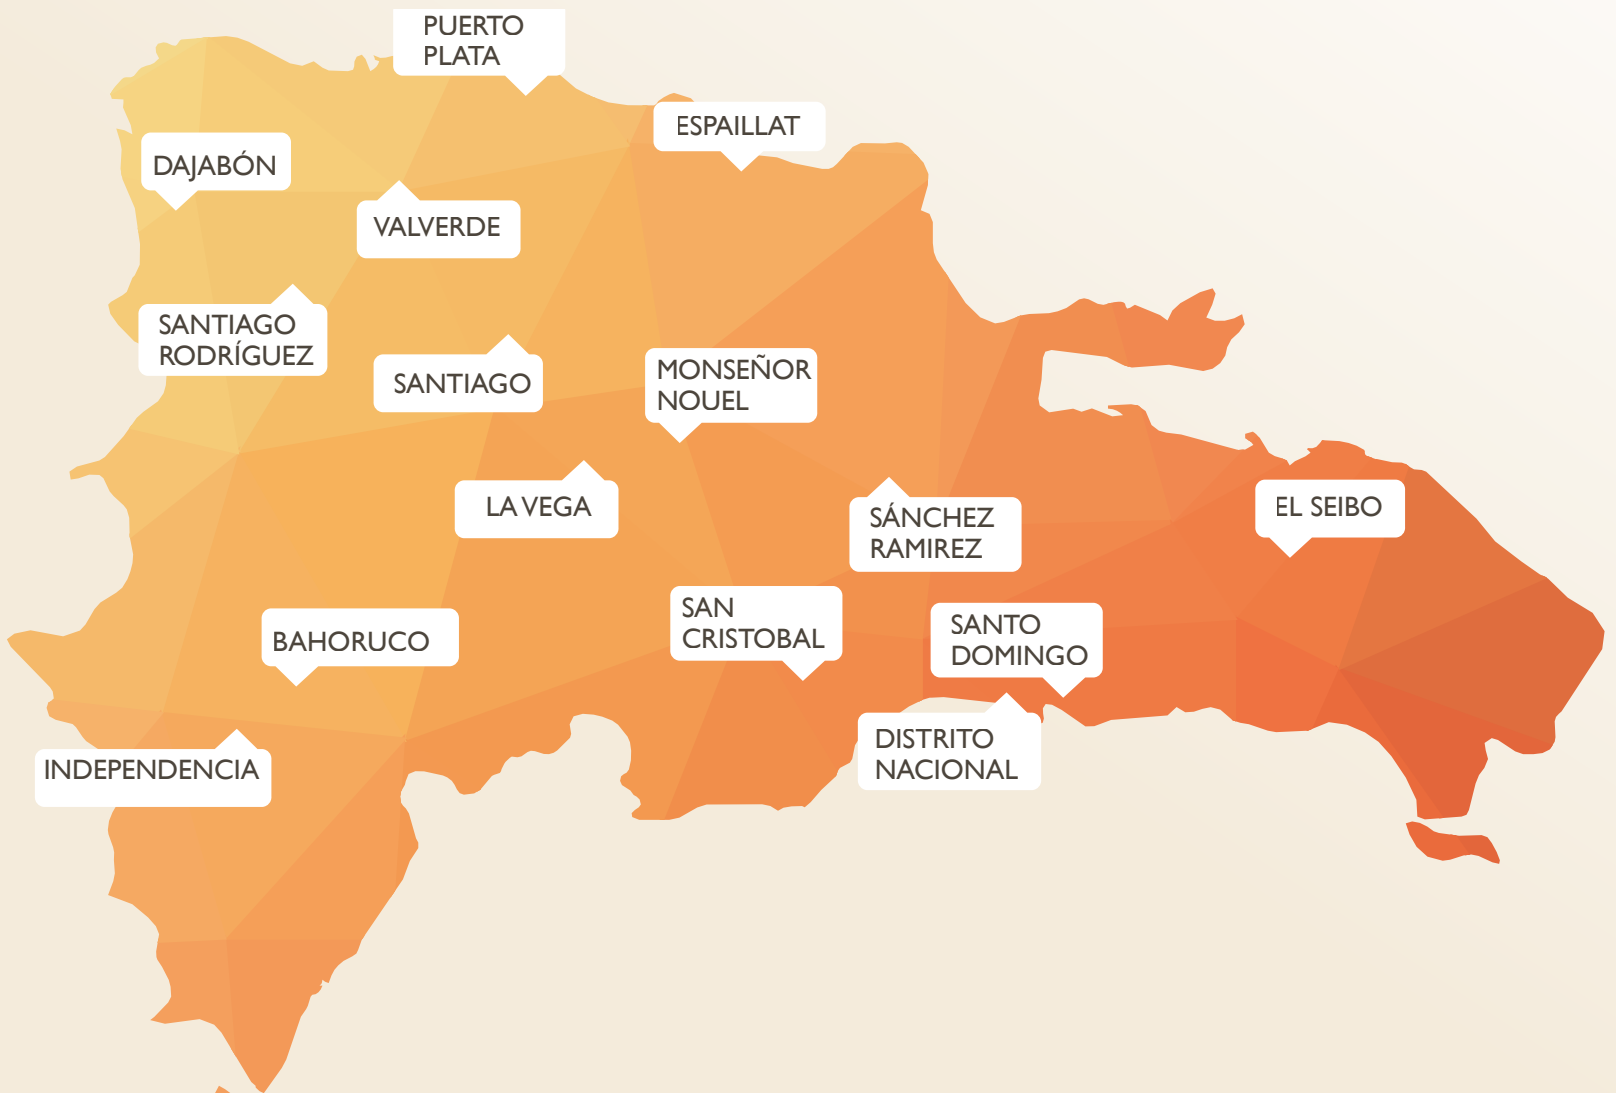 PUERTO
PLATA
ESPAILLAT
DAJABÓN
VALVERDE
SANTIAGO
RODRÍGUEZ
SANTIAGO
MONSEÑOR
NOUEL
LA VEGA
SÁNCHEZ
RAMIREZ
EL SEIBO
BAHORUCO
SAN
CRISTOBAL
SANTO
DOMINGO
INDEPENDENCIA
DISTRITO
NACIONAL